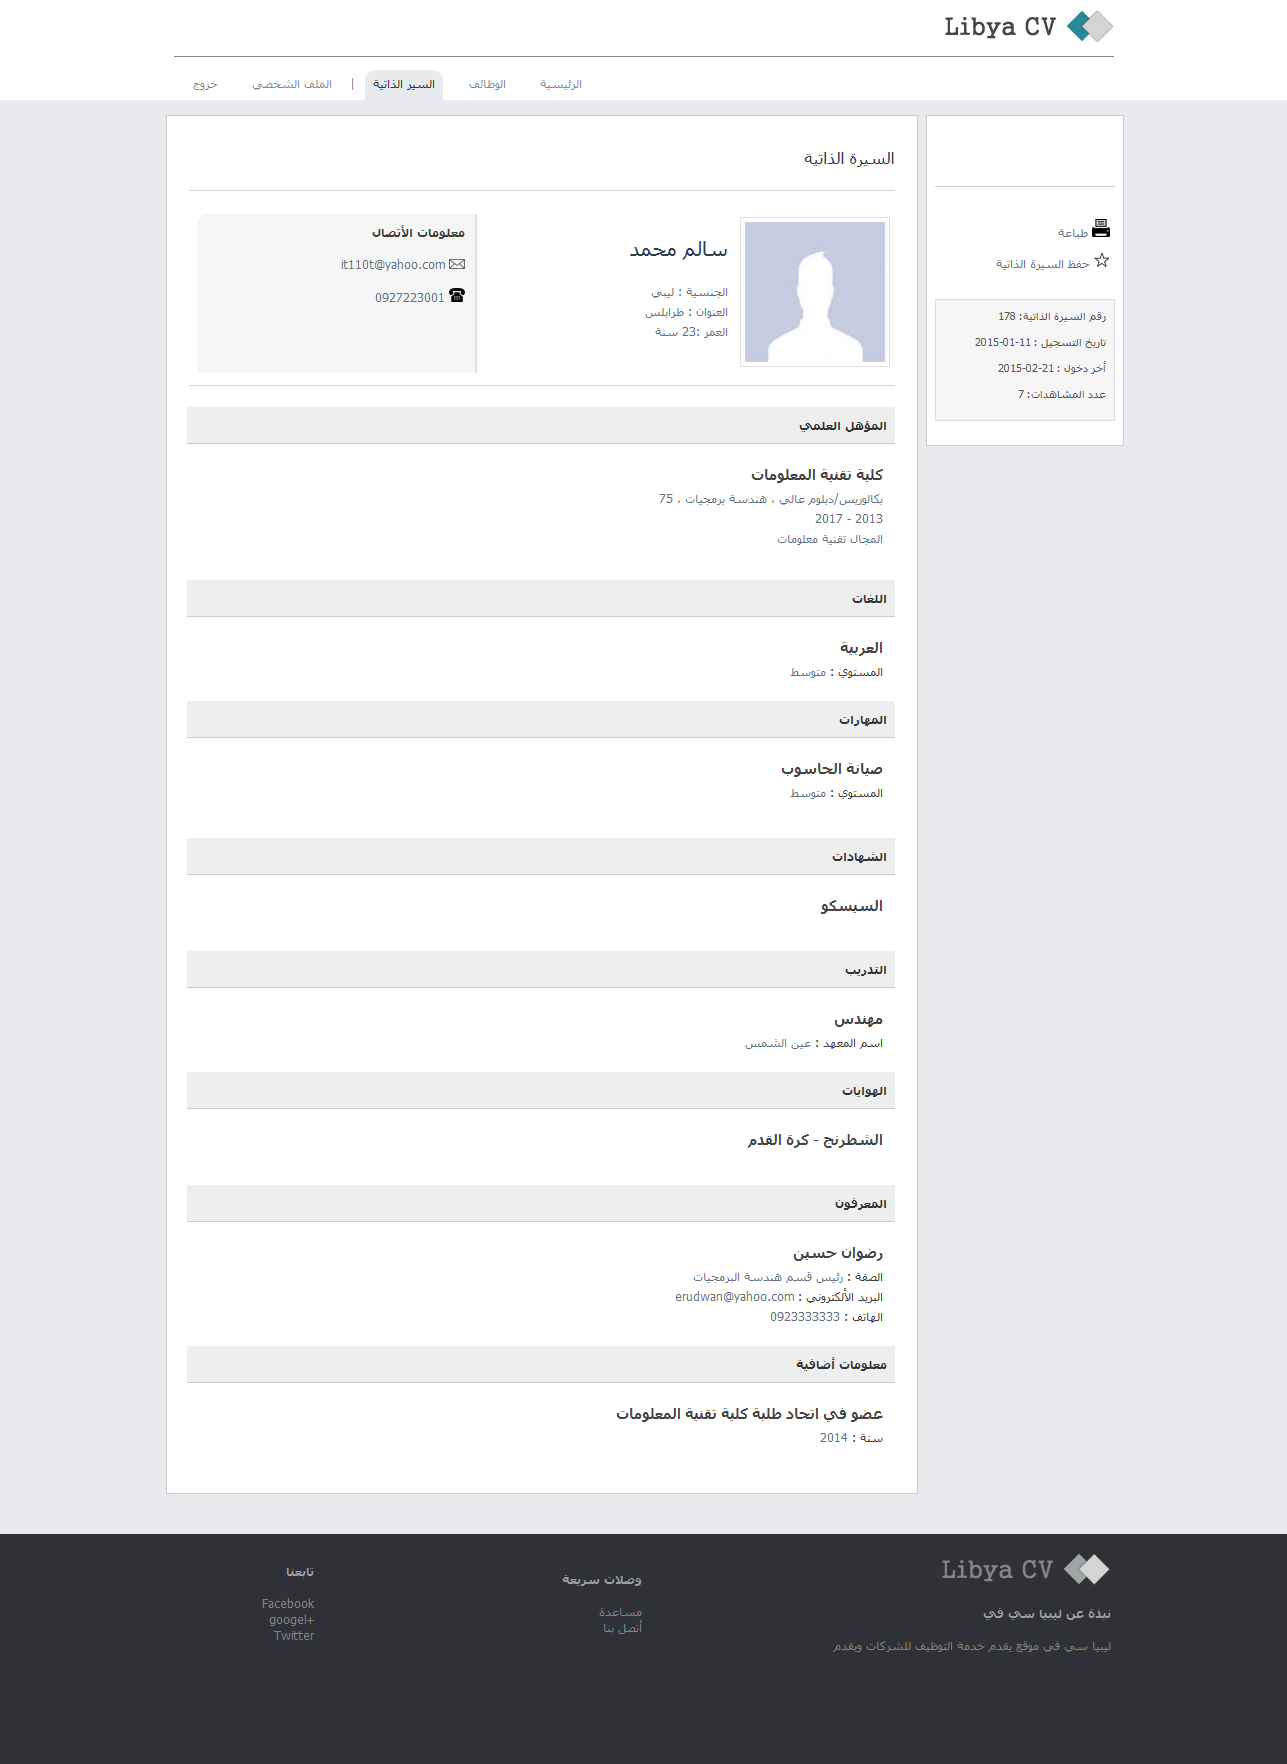 Libya CV
الرئيسية
الوظائف
السير الذاتية
|
الملف الشخصي
خروج
طباعة
حفظ السيرة الذاتية
رقم السيرة الذاتية: 178
تاريخ التسجيل : 11-01-2015
أخر دخول : 21-02-2015
عدد المشاهدات: 7
السيرة الذاتية
سالم محمد
الجنسية : ليبي
العنوان : طرابلس
العمر :23 سنة
معلومات الأتصال
it110t@yahoo.com
0927223001
المؤهل العلمي
كلية تقنية المعلومات
بكالوريس/دبلوم عالي ، هندسة برمجيات ، 75
2013 - 2017
المجال تقنية معلومات
اللغات
العربية
المستوي : متوسط
المهارات
صيانة الحاسوب
المستوي : متوسط
الشهادات
السيسكو
التدريب
مهندس
اسم المعهد : عين الشمس
الهوايات
الشطرنج - كرة القدم
المعرفون
رضوان حسين
الصفة : رئيس قسم هندسة البرمجيات
البريد الألكتروني : erudwan@yahoo.com
الهاتف : 0923333333
معلومات أضافية
عضو في اتحاد طلبة كلية تقنية المعلومات
سنة : 2014
Libya CV
نبذة عن ليبيا سي في
ليبيا سي في موقع يقدم خدمة التوظيف للشركات ويقدم
وصلات سريعة
مساعدة
أتصل بنا
تابعنا
Facebook
googel+
Twitter